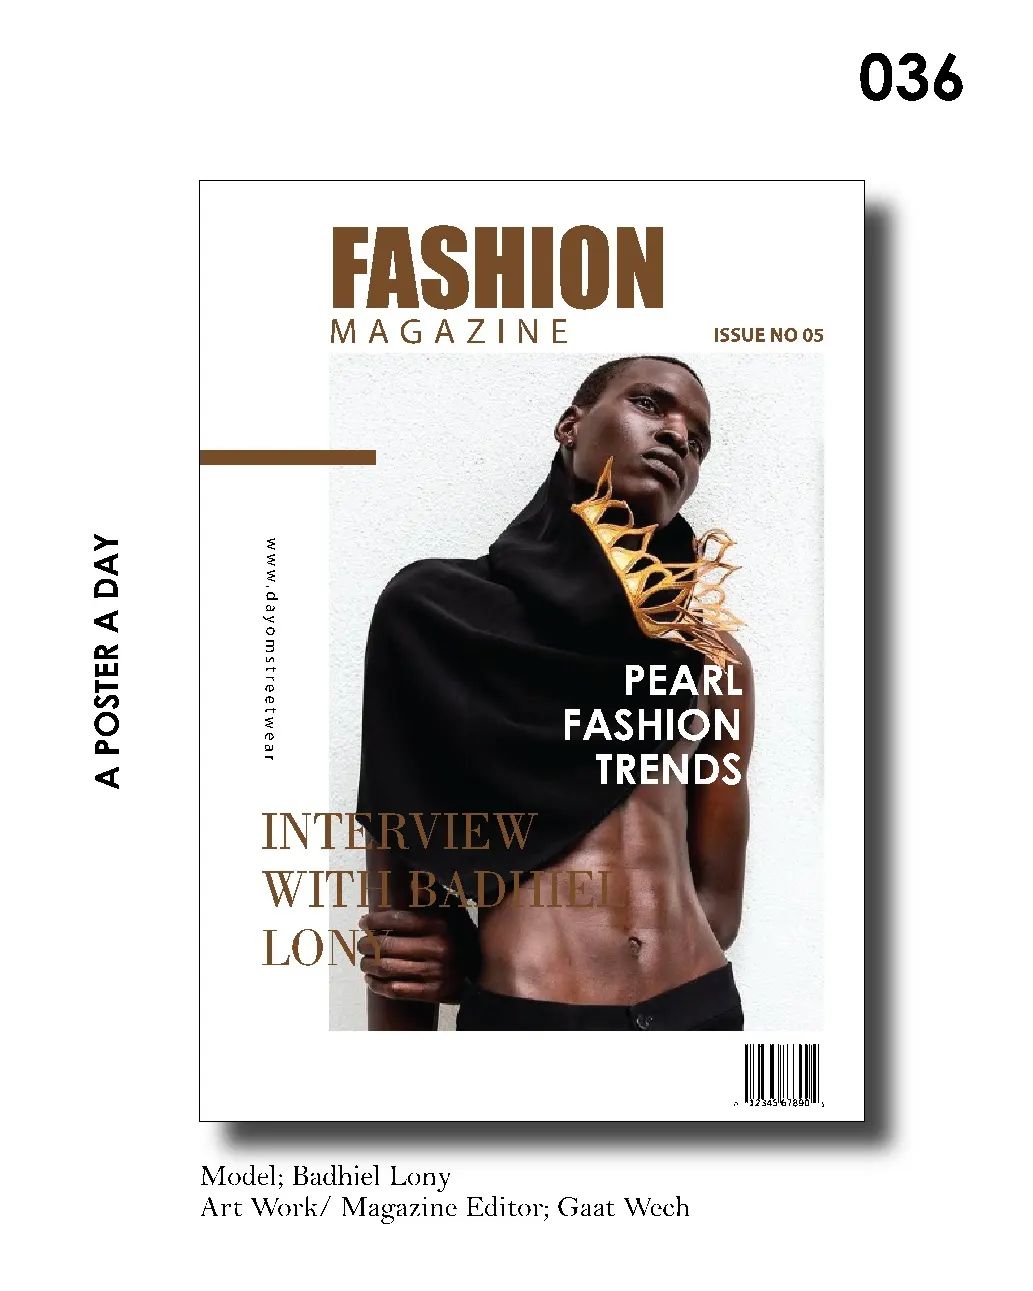 036
FASHION
MAGAZINE
ISSUE NO 05
A POSTER A DAY
www.dayomstreetwear
PEARL
FASHION
TRENDS
INTERVIEW
WITH BADHIEL
LONY
12345 67890
Model; Badhiel Lony
Art Work/ Magazine Editor; Gaat Wech